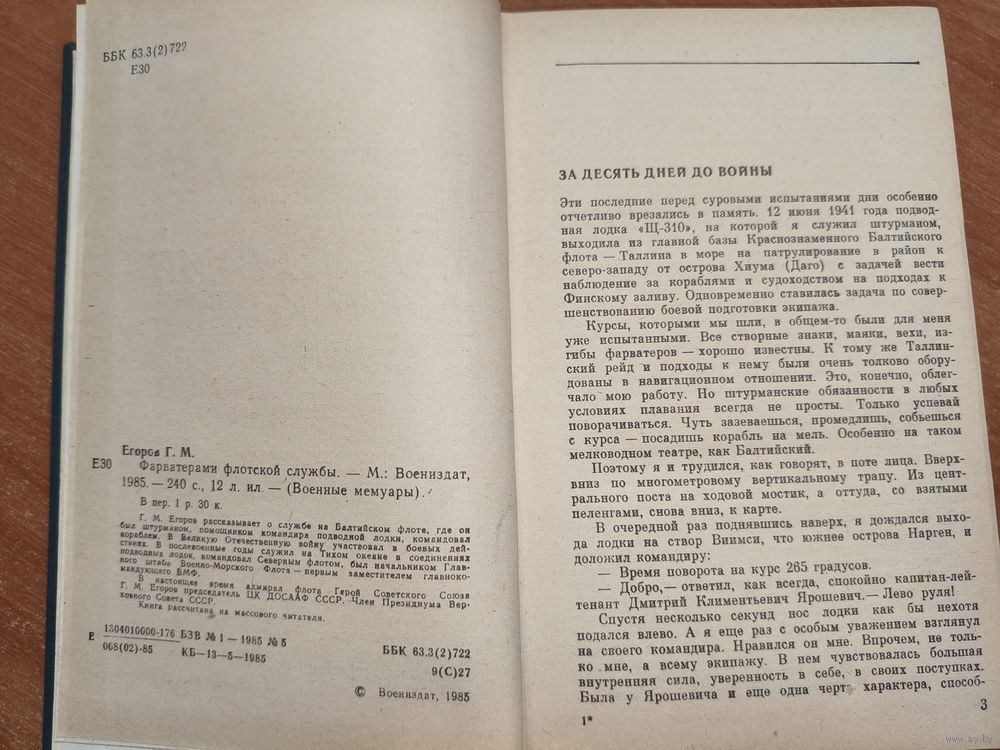 ББК 63.3(2)722
Е30
Егоров Г. М.
Е30
Фарватерами флотской службы. — М.: Воениздат,
1985.— 240 с., 12 л. ил.— (Военные мемуары).
В пер. 1 р. 30 к.
Г. М. Егоров рассказывает о службе на Балтийском флоте, где он
был штурманом, помощником командира подводной лодки, командовал
кораблем. В Великую Отечественную войну участвовал в боевых дей-
ствиях. В послевоенные годы служил на Тихом океане в соединениях
подводных лодок, командовал Северным флотом, был начальником Глав-
ного штаба Военно-Морского Флота — первым заместителем главноко-
мандующего ВМФ.
В настоящее время адмирал флота Герой Советского Союза
Г. М. Егоров председатель ЦК ДОСААФ СССР. Член Президиума Вер-
ховного Совета СССР.
Книга рассчитана на массового читателя.
Е 1304010000-176 БЗВ № 1 — 1985 № 5
068(02)-85 КБ—13—5—1985
ББК 63.3(2)722
9(С)27
© Воениздат, 1985
ЗА ДЕСЯТЬ ДНЕЙ ДО ВОЙНЫ
Эти последние перед суровыми испытаниями дни особенно
отчетливо врезались в память. 12 июня 1941 года подвод-
ная лодка «Щ-310», на которой я служил штурманом,
выходила из главной базы Краснознаменного Балтийского
флота — Таллина в море на патрулирование в район к
северо-западу от острова Хиума (Даго) с задачей вести
наблюдение за кораблями и судоходством на подходах к
Финскому заливу. Одновременно ставилась задача по совер-
шенствованию боевой подготовки экипажа.
Курсы, которыми мы шли, в общем-то были для меня
уже испытанными. Все створные знаки, маяки, вехи, из-
гибы фарватеров — хорошо известны. К тому же Таллин-
ский рейд и подходы к нему были очень толково обору-
дованы в навигационном отношении. Это, конечно, облег-
чало мою работу. Но штурманские обязанности в любых
условиях плавания всегда не просты. Только успевай
поворачиваться. Чуть зазеваешься, промедлишь, собьешься
с курса — посадишь корабль на мель. Особенно на таком
мелководном театре, как Балтийский.
Поэтому я и трудился, как говорят, в поте лица. Вверх-
вниз по многометровому вертикальному трапу. Из цент-
рального поста на ходовой мостик, а оттуда, со взятыми
пеленгами, снова вниз, к карте.
В очередной раз поднявшись наверх, я дождался выхо-
да лодки на створ Виимси, что южнее острова Нарген, и
доложил командиру:
— Время поворота на курс 265 градусов.
— Добро,— ответил, как всегда, спокойно капитан-лей-
тенант Дмитрий Климентьевич Ярошевич.— Лево руля!
Спустя несколько секунд нос лодки как бы нехотя
подался влево. А я еще раз с особым уважением взглянул
на своего командира. Нравился он мне. Впрочем, не толь-
ко мне, а всему экипажу. В нем чувствовалась большая
внутренняя сила, уверенность в себе, в своих поступках.
Была у Ярошевича и еще одна черта характера, способ-
1*
3
www.ay.by